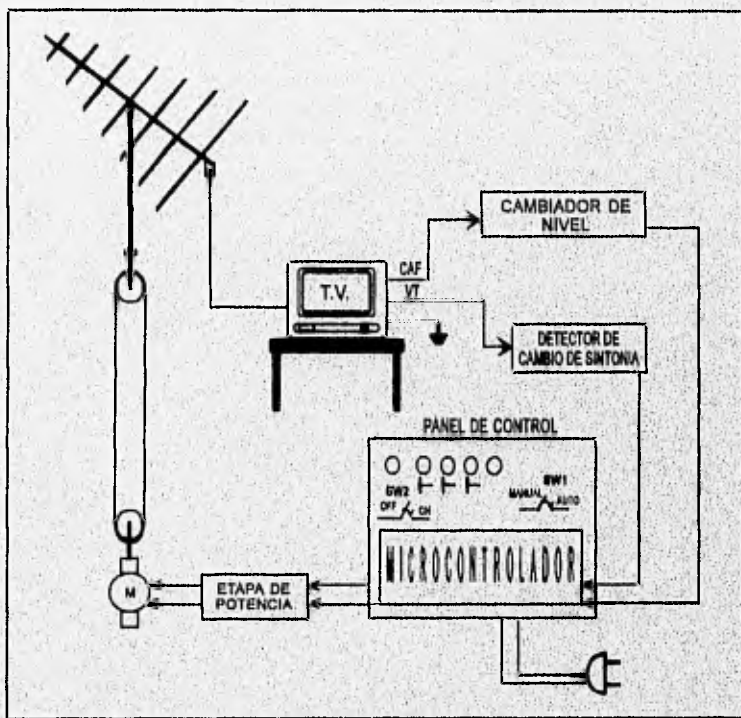 CAMBIADOR DE
NIVEL
CAF
T.V.
VT
DETECTOR DE
CAMBIO DE SINTONIA
PANEL DE CONTROL
SW2
OFF ON
SW1
MANUAL AUTO
MICROCONTROLADOR
M
ETAPA DE
POTENCIA